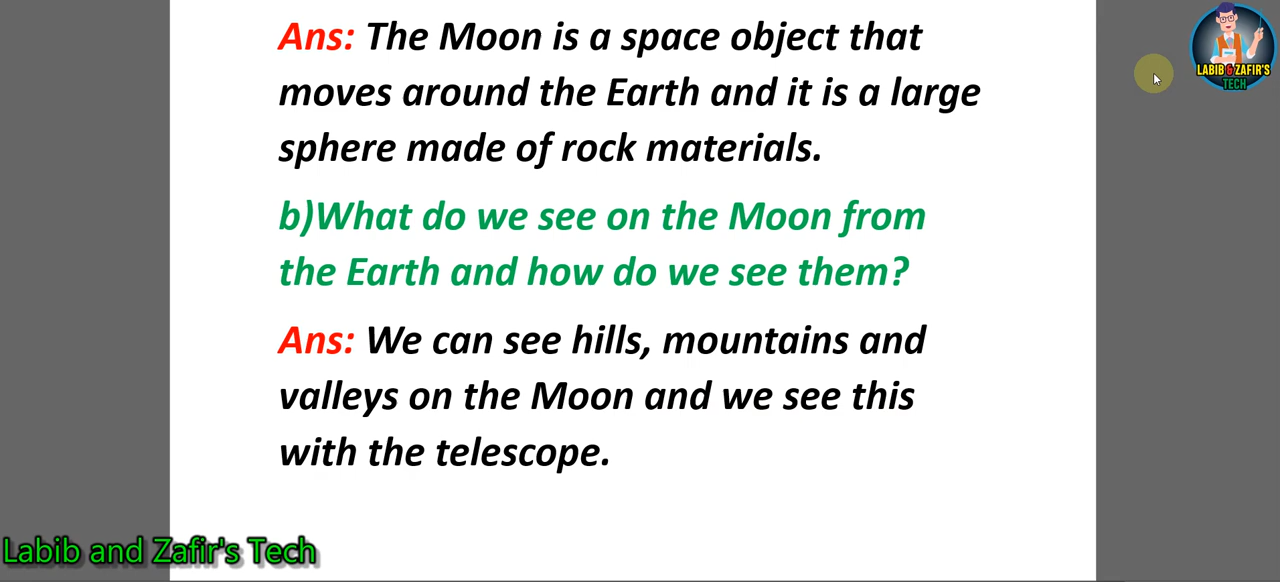 Ans: The Moon is a space object that
moves around the Earth and it is a large
sphere made of rock materials.
b)What do we see on the Moon from
the Earth and how do we see them?
Ans: We can see hills, mountains and
valleys on the Moon and we see this
with the telescope.
LABIB & ZAFIR'S
TECH
Labib and Zafir's Tech